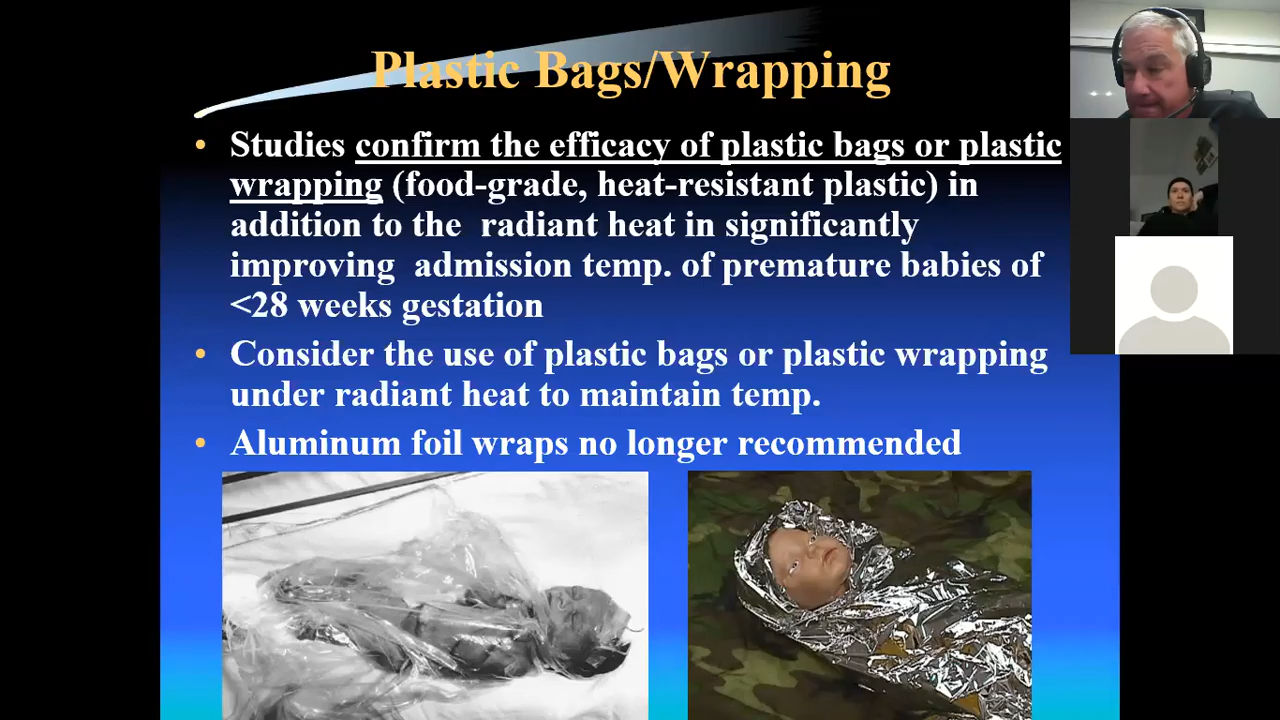 Plastic Bags/Wrapping
• Studies confirm the efficacy of plastic bags or plastic
wrapping (food-grade, heat-resistant plastic) in
addition to the radiant heat in significantly
improving admission temp. of premature babies of
<28 weeks gestation
• Consider the use of plastic bags or plastic wrapping
under radiant heat to maintain temp.
• Aluminum foil wraps no longer recommended